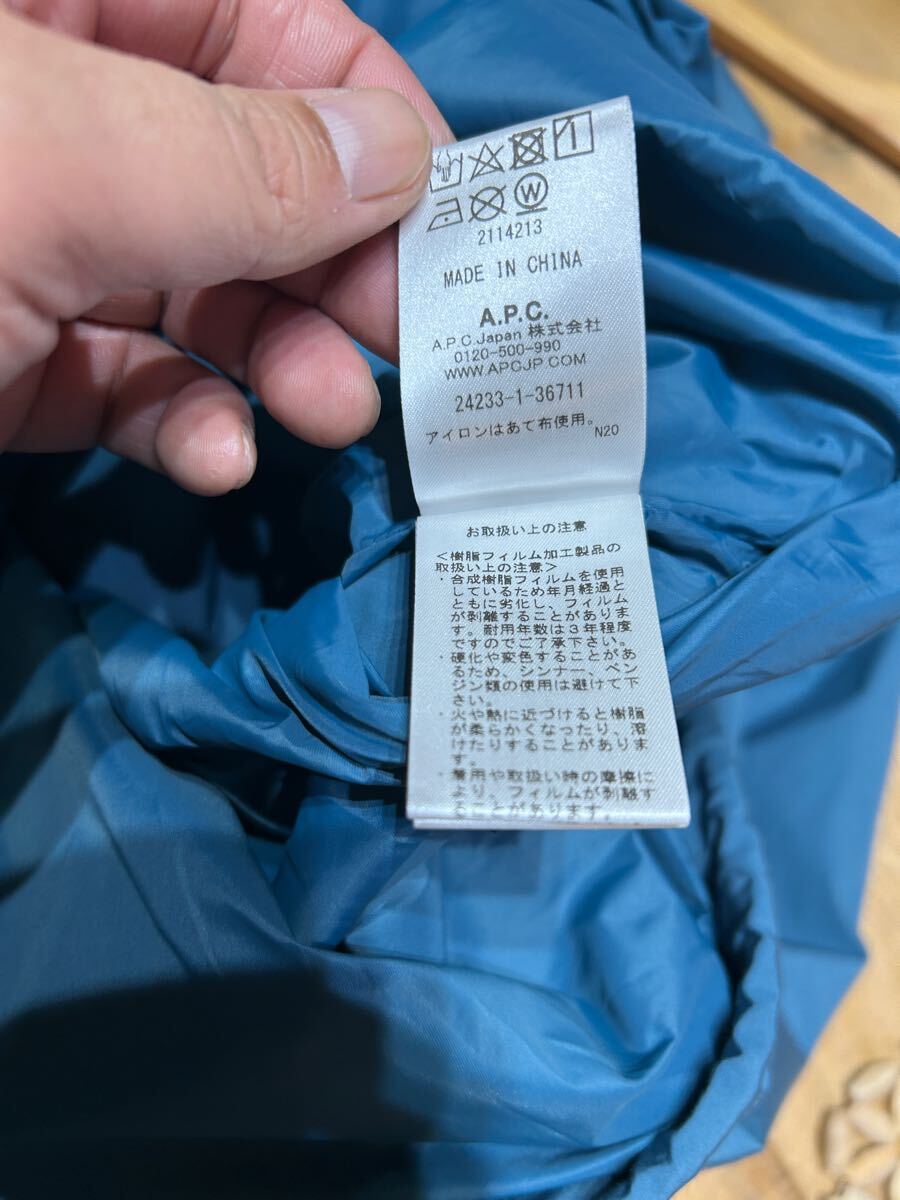 W
2114213
MADE IN CHINA
A.P.C.
A.P.C.Japan 株式会社
0120-500-990
WWW.APCJP.COM
24233-1-36711
アイロンはあて布使用。
N20
お取扱い上の注意
<樹脂フィルム加工製品の
取扱い上の注意>
・合成樹脂フィルムを使用
しているため年月経過と
ともに劣化し、フィルム
が剥離することがありま
す。耐用年数は3年程度
ですのでご了承下さい。
・硬化や変色することがあ
るため、シンナー、ベン
ジン類の使用は避けて下
さい。
・火や熱に近づけると樹脂
が柔らかくなったり、溶
けたりすることがありま
す。
・着用や取扱い時の摩擦に
より、フィルムが剥離す
ることがあります。